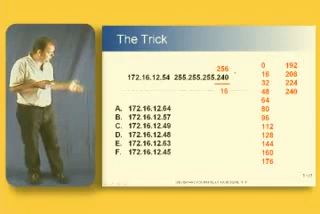 The Trick
256
172.16.12.54 255.255.255.240
16
A. 172.16.12.64
B. 172.16.12.57
C. 172.16.12.49
D. 172.16.12.48
E. 172.16.12.63
F. 172.16.12.45
0 192
16 208
32 224
48 240
64
80
96
112
128
144
160
176